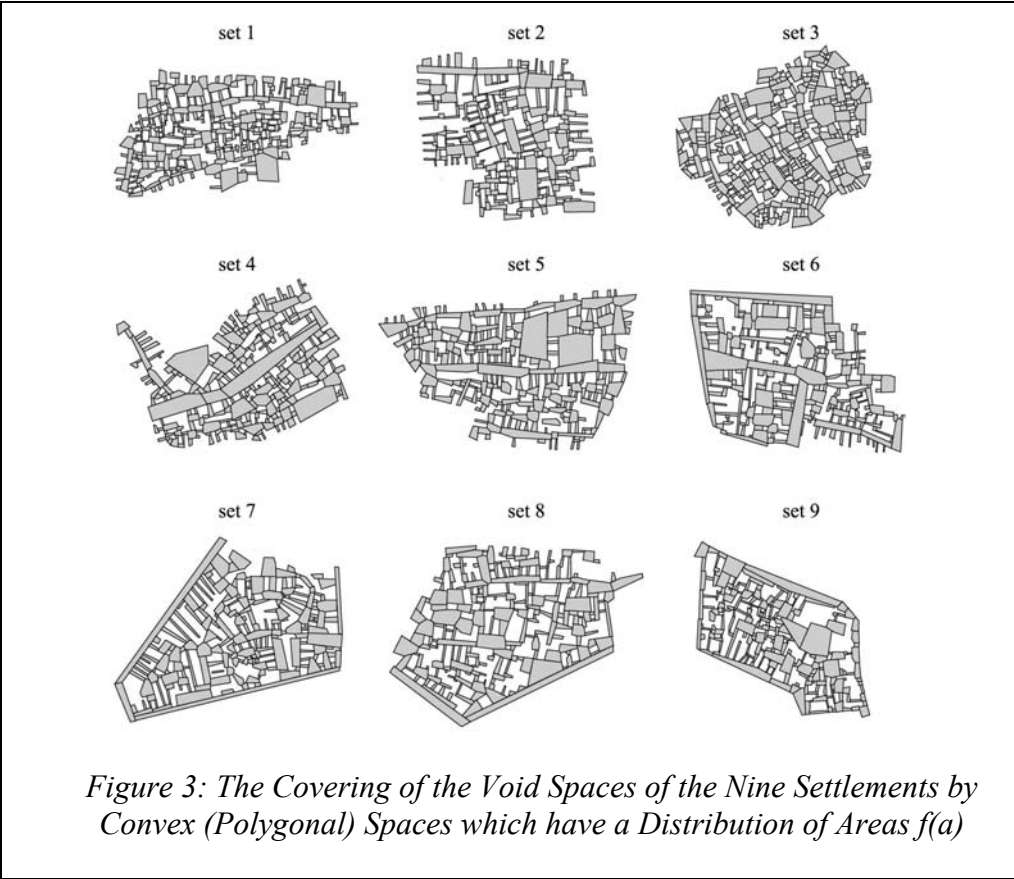 set 1
set 2
set 3
set 4
set 5
set 6
set 7
set 8
set 9
Figure 3: The Covering of the Void Spaces of the Nine Settlements by
Convex (Polygonal) Spaces which have a Distribution of Areas f(a)